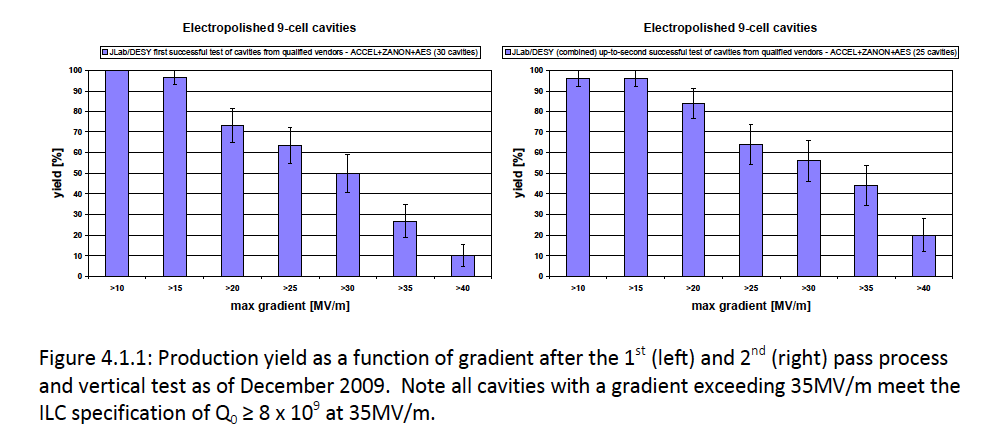 Electropolished 9-cell cavities
JLab/DESY first successful test of cavities from qualified vendors - ACCEL+ZANON+AES (30 cavities)
yield [%]
100
90
80
70
60
50
40
30
20
10
0
>10 >15 >20 >25 >30 >35 >40
max gradient [MV/m]
Electropolished 9-cell cavities
JLab/DESY (combined) up-to-second successful test of cavities from qualified vendors - ACCEL+ZANON+AES (25 cavities)
yield [%]
100
90
80
70
60
50
40
30
20
10
0
>10 >15 >20 >25 >30 >35 >40
max gradient [MV/m]
Figure 4.1.1: Production yield as a function of gradient after the 1st (left) and 2nd (right) pass process
and vertical test as of December 2009.  Note all cavities with a gradient exceeding 35MV/m meet the
ILC specification of Q₀ ≥ 8 x 10⁹ at 35MV/m.